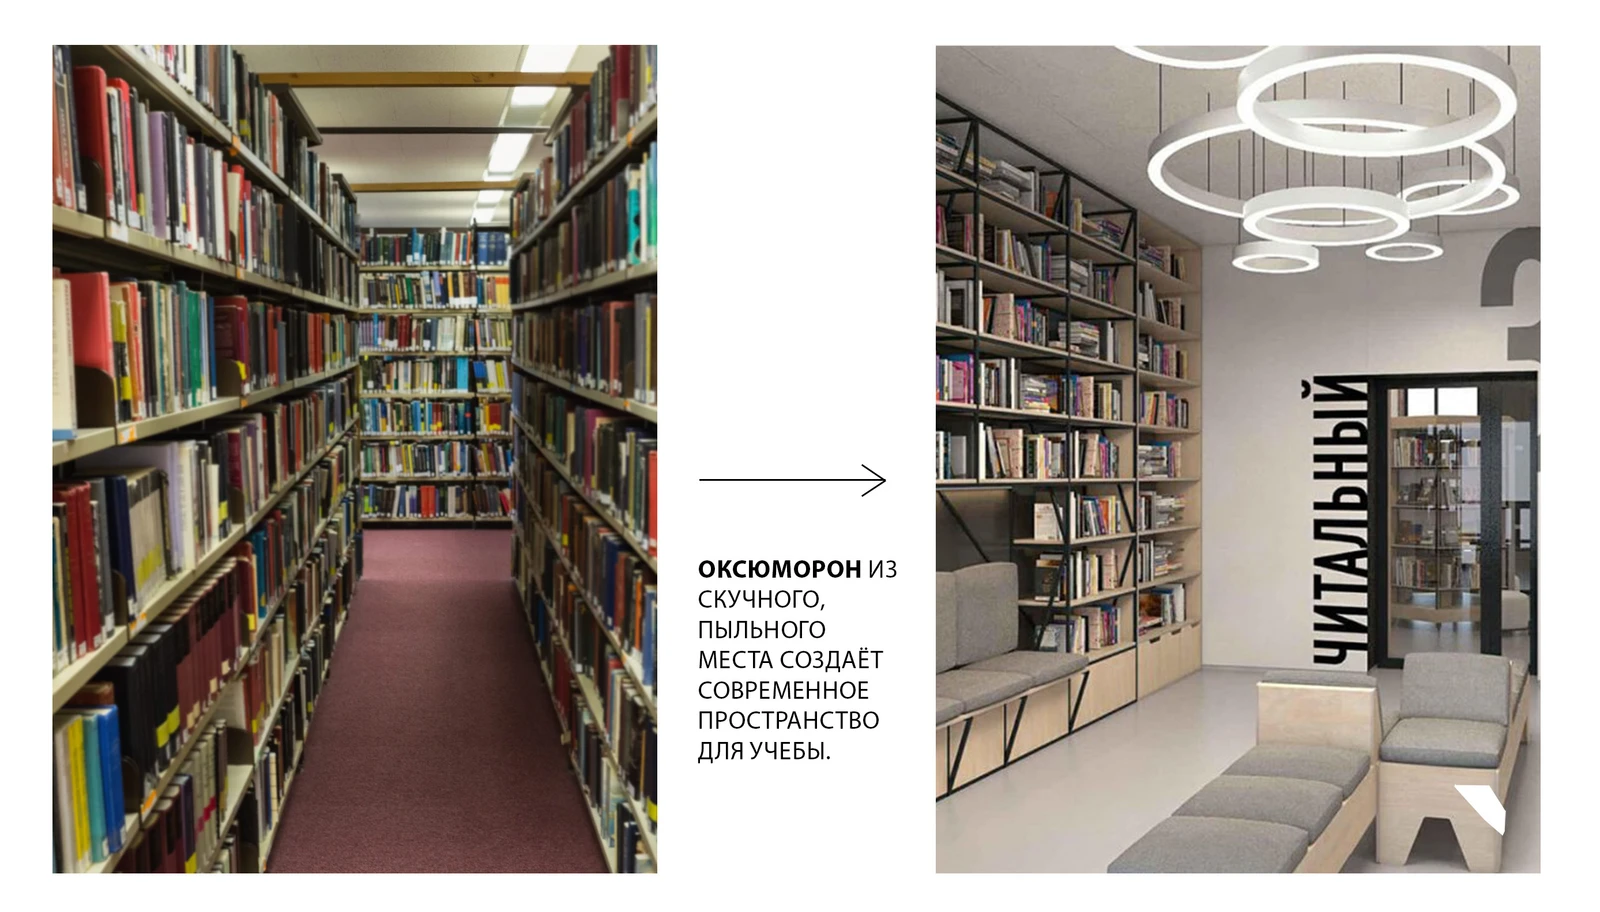 ОКСЮМОРОН ИЗ
СКУЧНОГО,
ПЫЛЬНОГО
МЕСТА СОЗДАЁТ
СОВРЕМЕННОЕ
ПРОСТРАНСТВО
ДЛЯ УЧЕБЫ.
ЧИТАЛЬНЫЙ